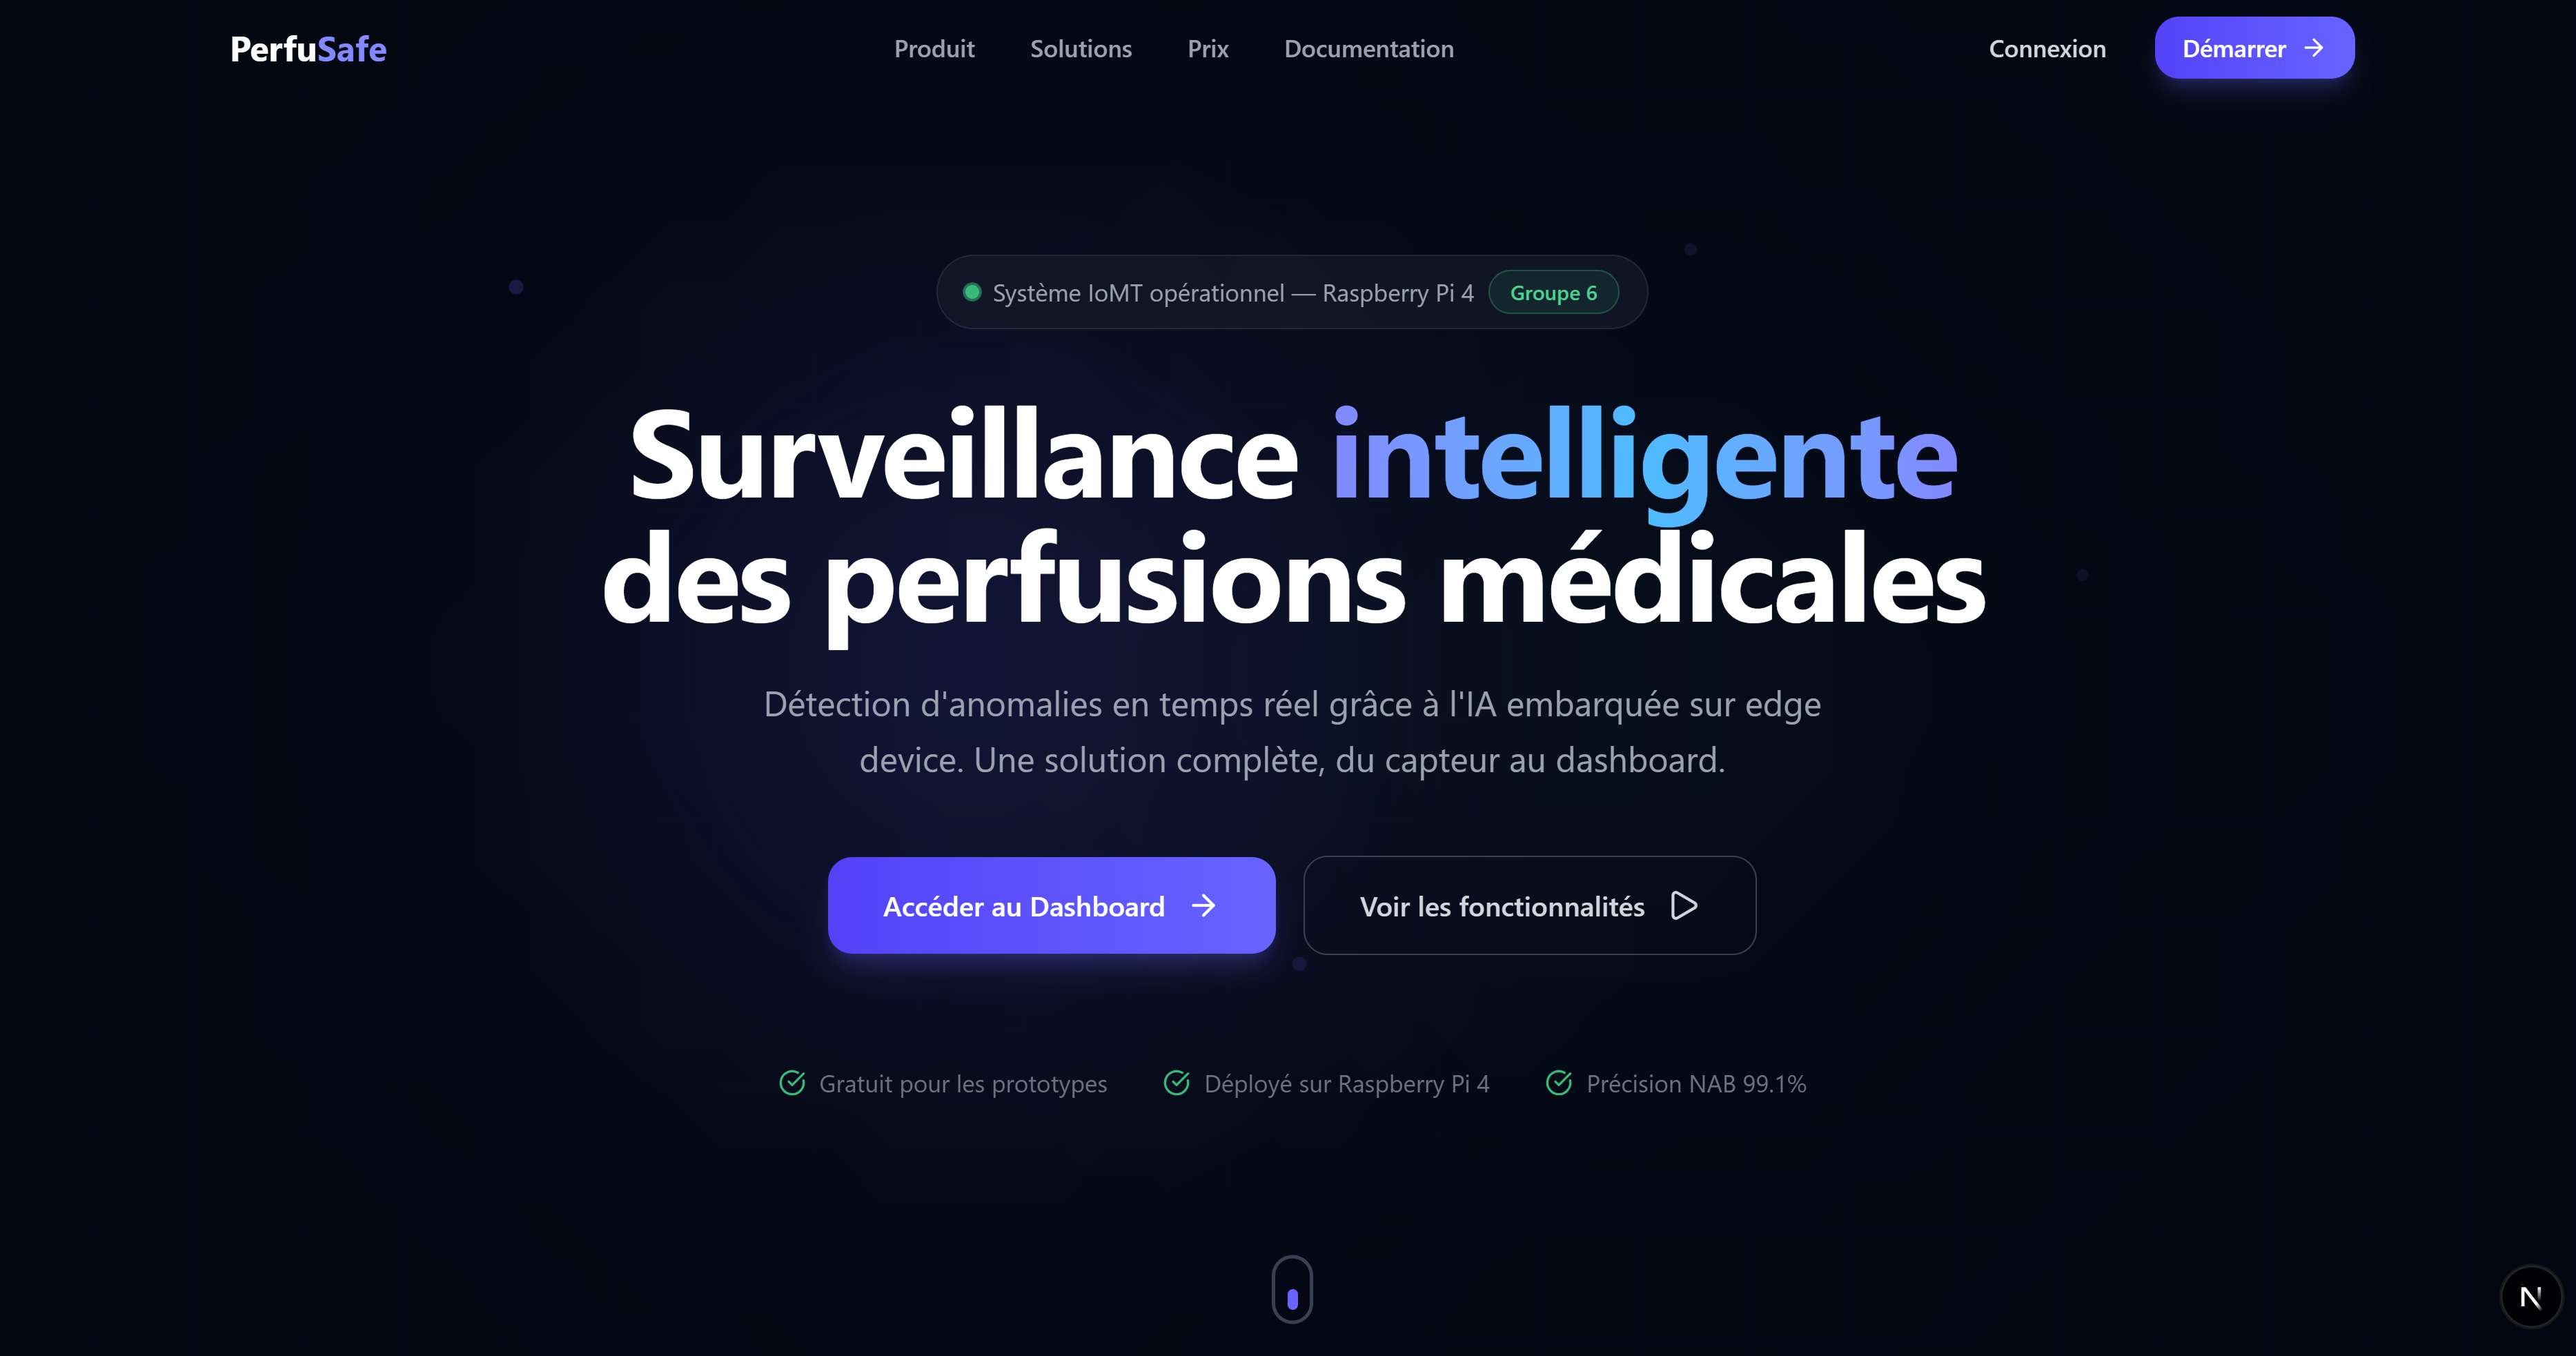 PerfuSafe
Produit
Solutions
Prix
Documentation
Connexion
Démarrer
Système IoMT opérationnel — Raspberry Pi 4
Groupe 6
Surveillance intelligente
des perfusions médicales
Détection d'anomalies en temps réel grâce à l'IA embarquée sur edge
device. Une solution complète, du capteur au dashboard.
Accéder au Dashboard
Voir les fonctionnalités
Gratuit pour les prototypes
Déployé sur Raspberry Pi 4
Précision NAB 99.1%
N